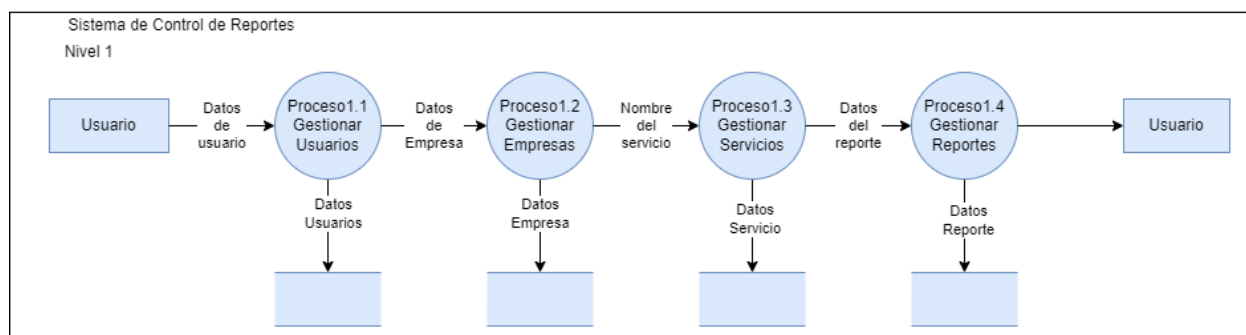 Sistema de Control de Reportes
Nivel 1
Usuario
Datos
de
usuario
Proceso1.1
Gestionar
Usuarios
Datos
de
Empresa
Proceso1.2
Gestionar
Empresas
Nombre
del
servicio
Proceso1.3
Gestionar
Servicios
Datos
del
reporte
Proceso1.4
Gestionar
Reportes
Usuario
Datos
Usuarios
Datos
Empresa
Datos
Servicio
Datos
Reporte